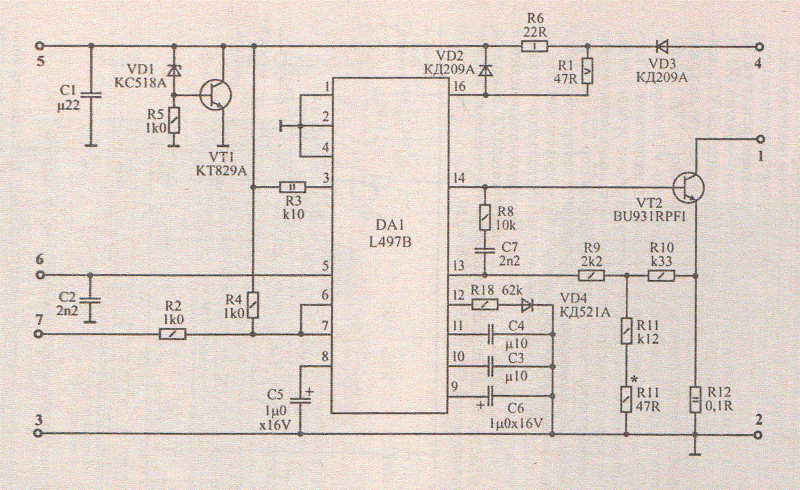 R6
22R
5
VD1
КС518А
VD2
КД209А
R1
47R
VD3
КД209А
4
C1
µ22
R5
1k0
VT1
КТ829А
1
2
4
3
R3
k10
DA1
L497B
16
14
R8
10k
C7
2n2
1
VT2
BU931RPF1
6
5
13
R9
2k2
R10
k33
C2
2n2
R4
1k0
6
12
R18 62k
VD4
КД521А
7
R2
1k0
7
11
C4
µ10
R11
k12
8
10
C3
µ10
C5
+
1µ0
x16V
9
+
C6
1µ0x16V
*
R11
47R
R12
0,1R
3
2